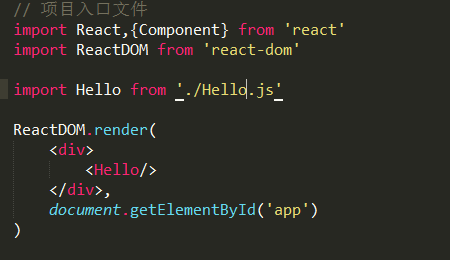 // 项目入口文件
import React,{Component} from 'react'
import ReactDOM from 'react-dom'
import Hello from './Hello.js'
ReactDOM.render(
<div>
<Hello/>
</div>,
document.getElementById('app')
)